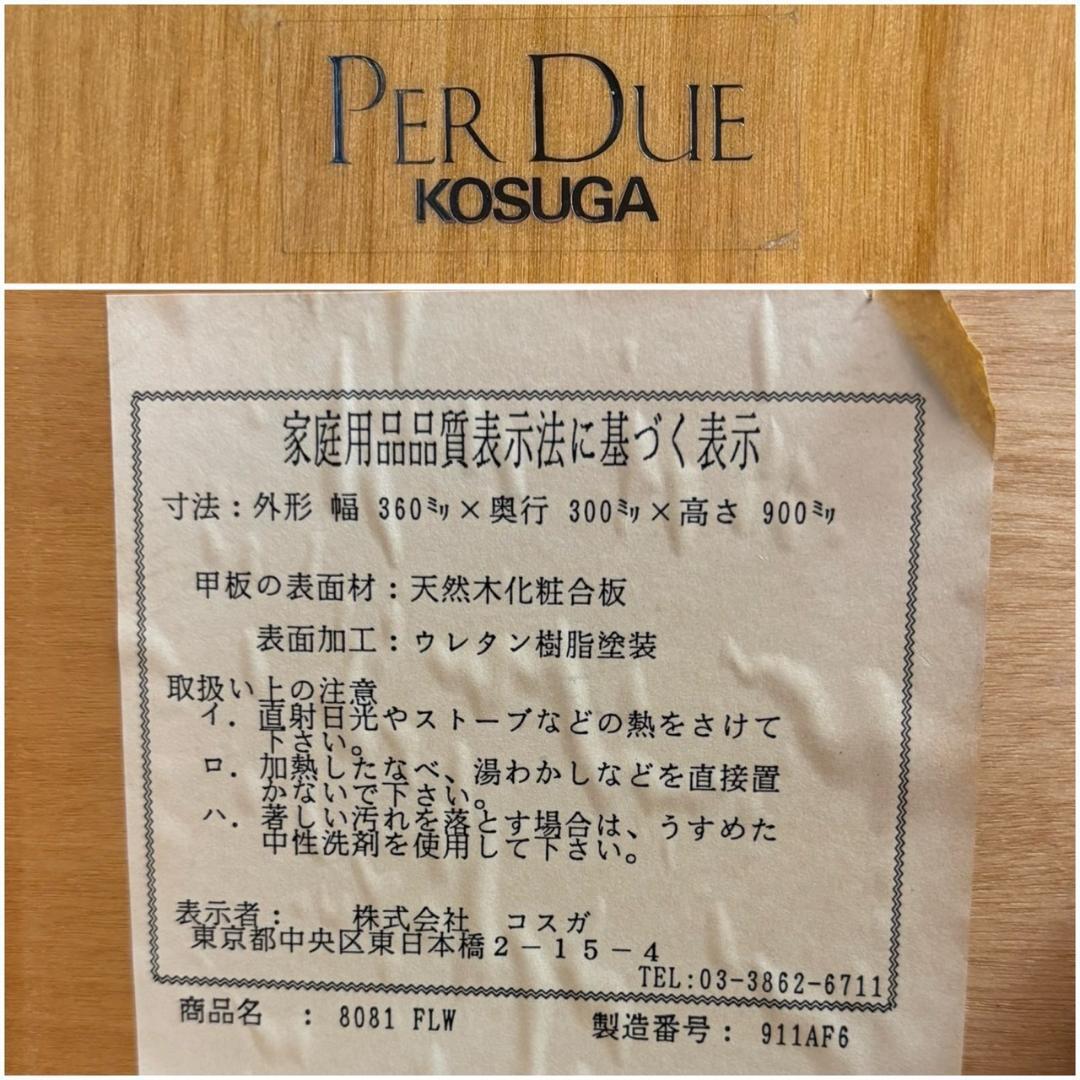 PER DUE
KOSUGA
家庭用品品質表示法に基づく表示
寸法：外形 幅 360㍉×奥行 300㍉×高さ 900㍉
甲板の表面材：天然木化粧合板
表面加工：ウレタン樹脂塗装
取扱い上の注意
イ．直射日光やストーブなどの熱をさけて
下さい。
ロ．加熱したなべ、湯わかしなどを直接置
かないで下さい。
ハ．著しい汚れを落とす場合は、うすめた
中性洗剤を使用して下さい。
表示者： 株式会社 コスガ
東京都中央区東日本橋２－１５－４
TEL:03-3862-6711
商品名 ： 8081 FLW 製造番号： 911AF6